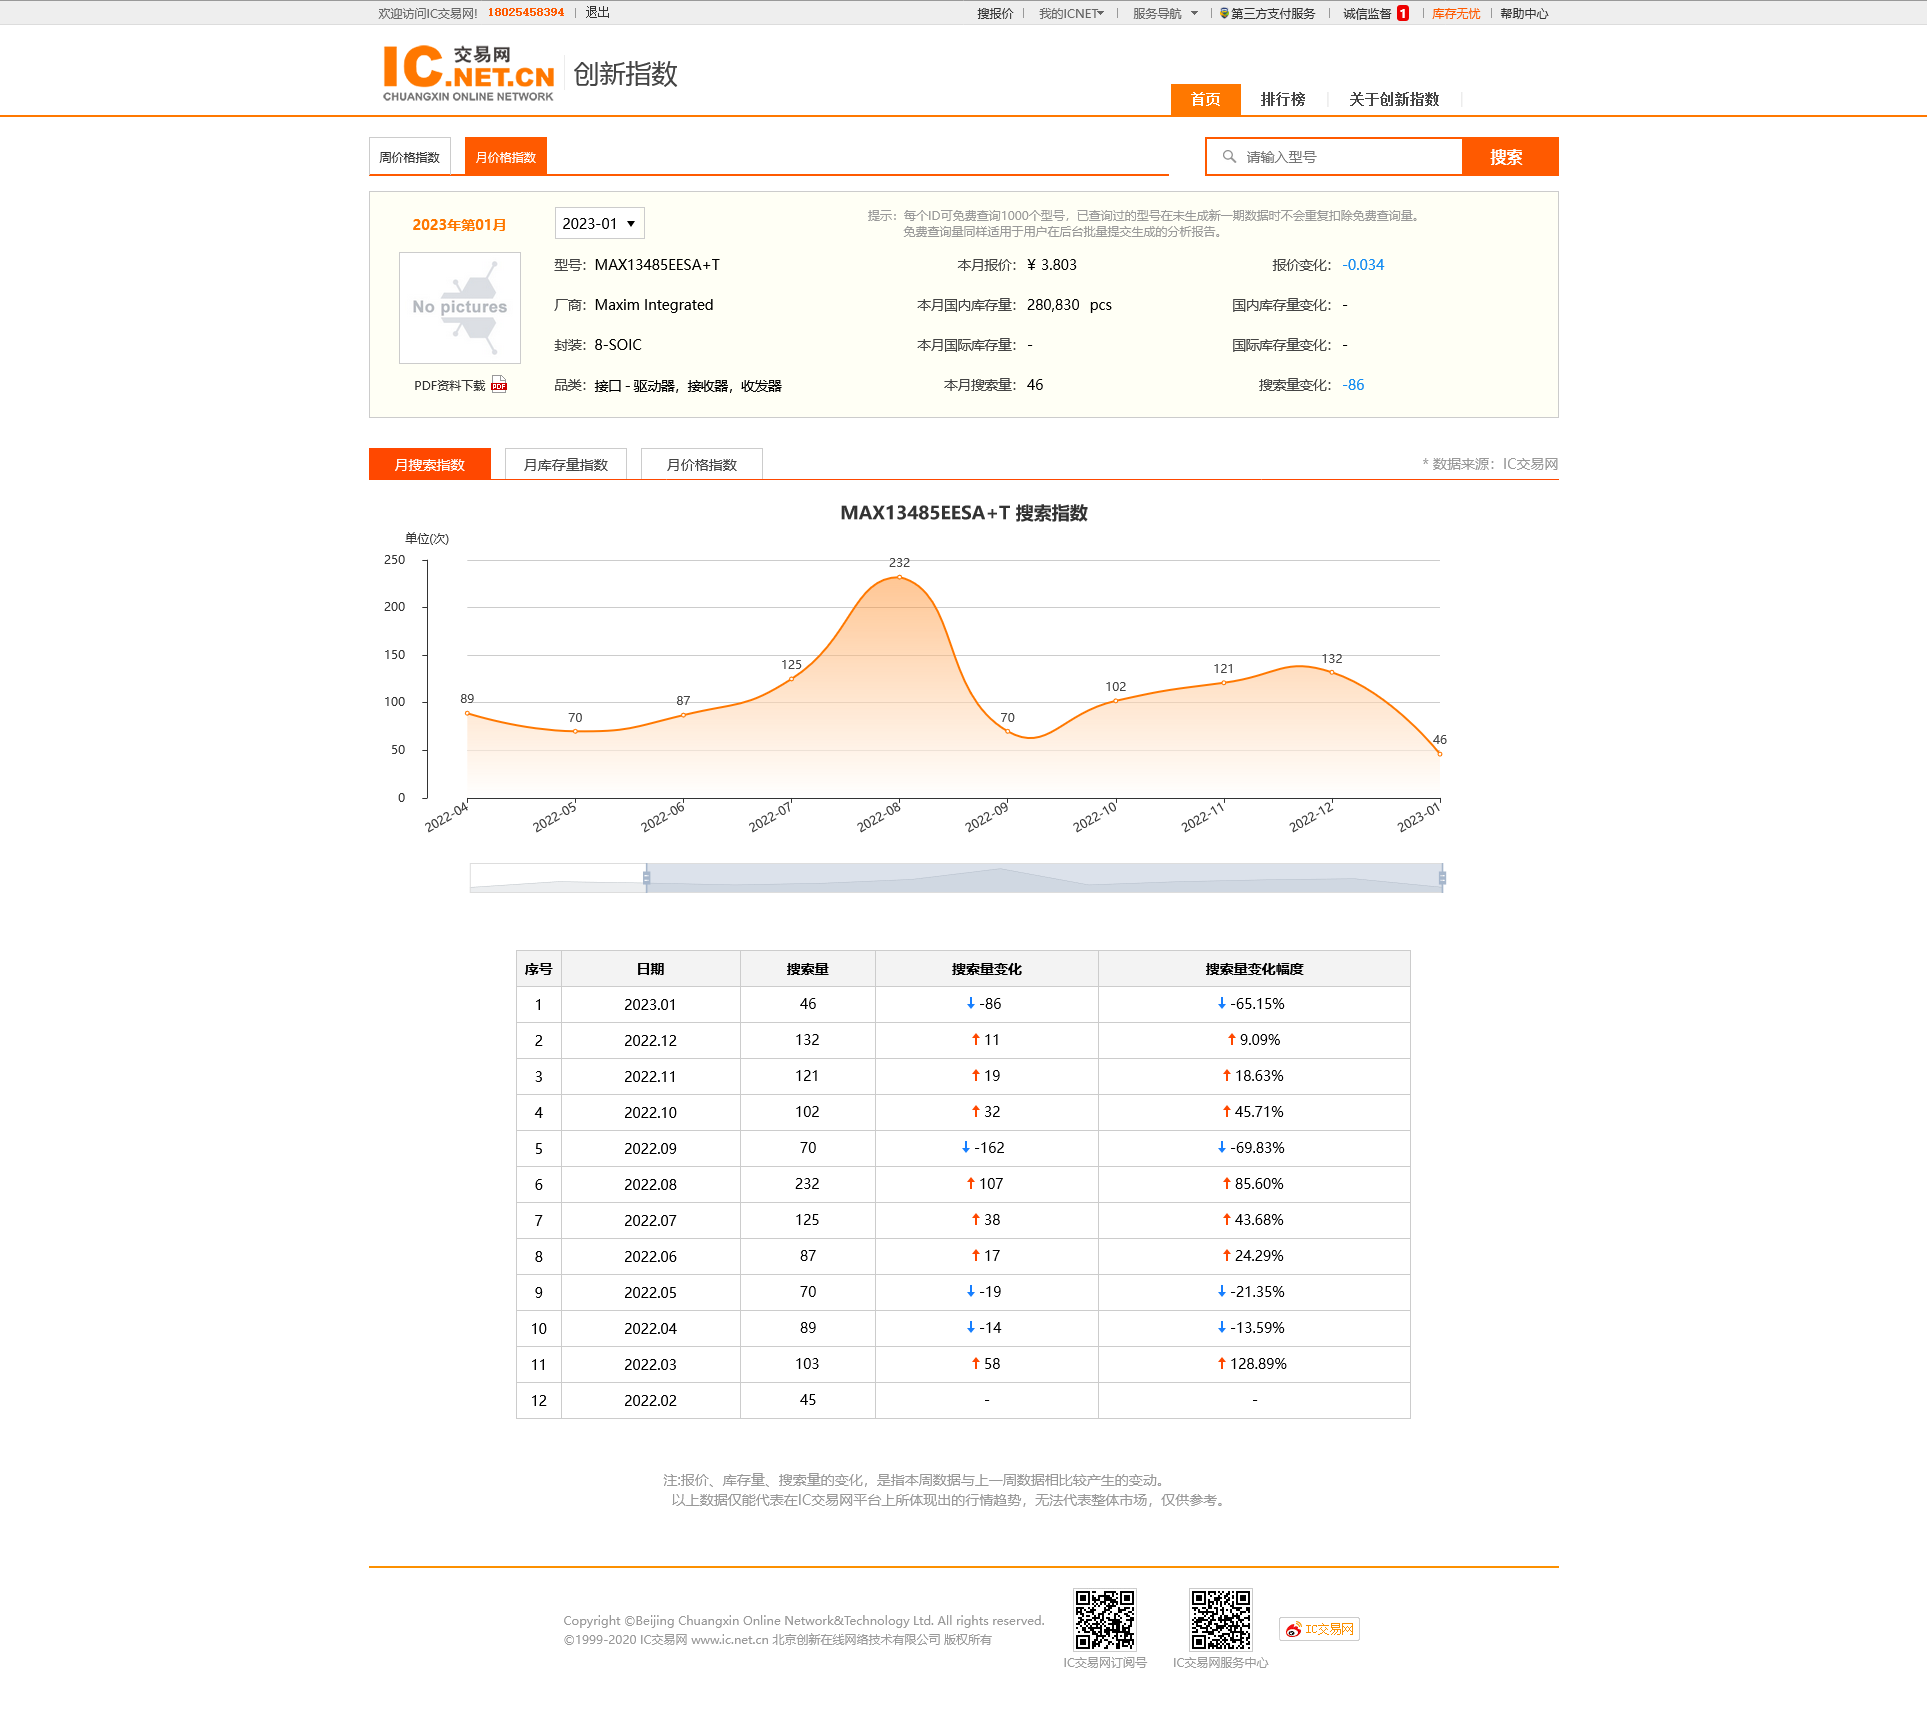 欢迎访问IC交易网! 18025458394 退出 搜报价 我的ICNET 服务导航 第三方支付服务 诚信监督 1 库存无忧 帮助中心
IC.NET.CN 交易网
CHUANGXIN ONLINE NETWORK
创新指数
首页 排行榜 关于创新指数
周价格指数 月价格指数 请输入型号 搜索
2023年第01月 2023-01
提示：每个ID可免费查询1000个型号，已查询过的型号在未生成新一期数据时不会重复扣除免费查询量。
免费查询量同样适用于用户在后台批量提交生成的分析报告。
No pictures
PDF资料下载 PDF
型号：MAX13485EESA+T 本月报价：¥ 3.803 报价变化：-0.034
厂商：Maxim Integrated 本月国内库存量：280,830 pcs 国内库存量变化：-
封装：8-SOIC 本月国际库存量：- 国际库存量变化：-
品类：接口 - 驱动器，接收器，收发器 本月搜索量：46 搜索量变化：-86
月搜索指数 月库存量指数 月价格指数 * 数据来源：IC交易网
MAX13485EESA+T 搜索指数
单位(次)
250
200
150
100
50
0
89 70 87 125 232 70 102 121 132 46
2022-04 2022-05 2022-06 2022-07 2022-08 2022-09 2022-10 2022-11 2022-12 2023-01
序号 日期 搜索量 搜索量变化 搜索量变化幅度
1 2023.01 46 ↓ -86 ↓ -65.15%
2 2022.12 132 ↑ 11 ↑ 9.09%
3 2022.11 121 ↑ 19 ↑ 18.63%
4 2022.10 102 ↑ 32 ↑ 45.71%
5 2022.09 70 ↓ -162 ↓ -69.83%
6 2022.08 232 ↑ 107 ↑ 85.60%
7 2022.07 125 ↑ 38 ↑ 43.68%
8 2022.06 87 ↑ 17 ↑ 24.29%
9 2022.05 70 ↓ -19 ↓ -21.35%
10 2022.04 89 ↓ -14 ↓ -13.59%
11 2022.03 103 ↑ 58 ↑ 128.89%
12 2022.02 45 - -
注:报价、库存量、搜索量的变化，是指本周数据与上一周数据相比较产生的变动。
以上数据仅能代表在IC交易网平台上所体现出的行情趋势，无法代表整体市场，仅供参考。
Copyright ©Beijing Chuangxin Online Network&Technology Ltd. All rights reserved.
©1999-2020 IC交易网 www.ic.net.cn 北京创新在线网络技术有限公司 版权所有
IC交易网订阅号 IC交易网服务中心 IC交易网